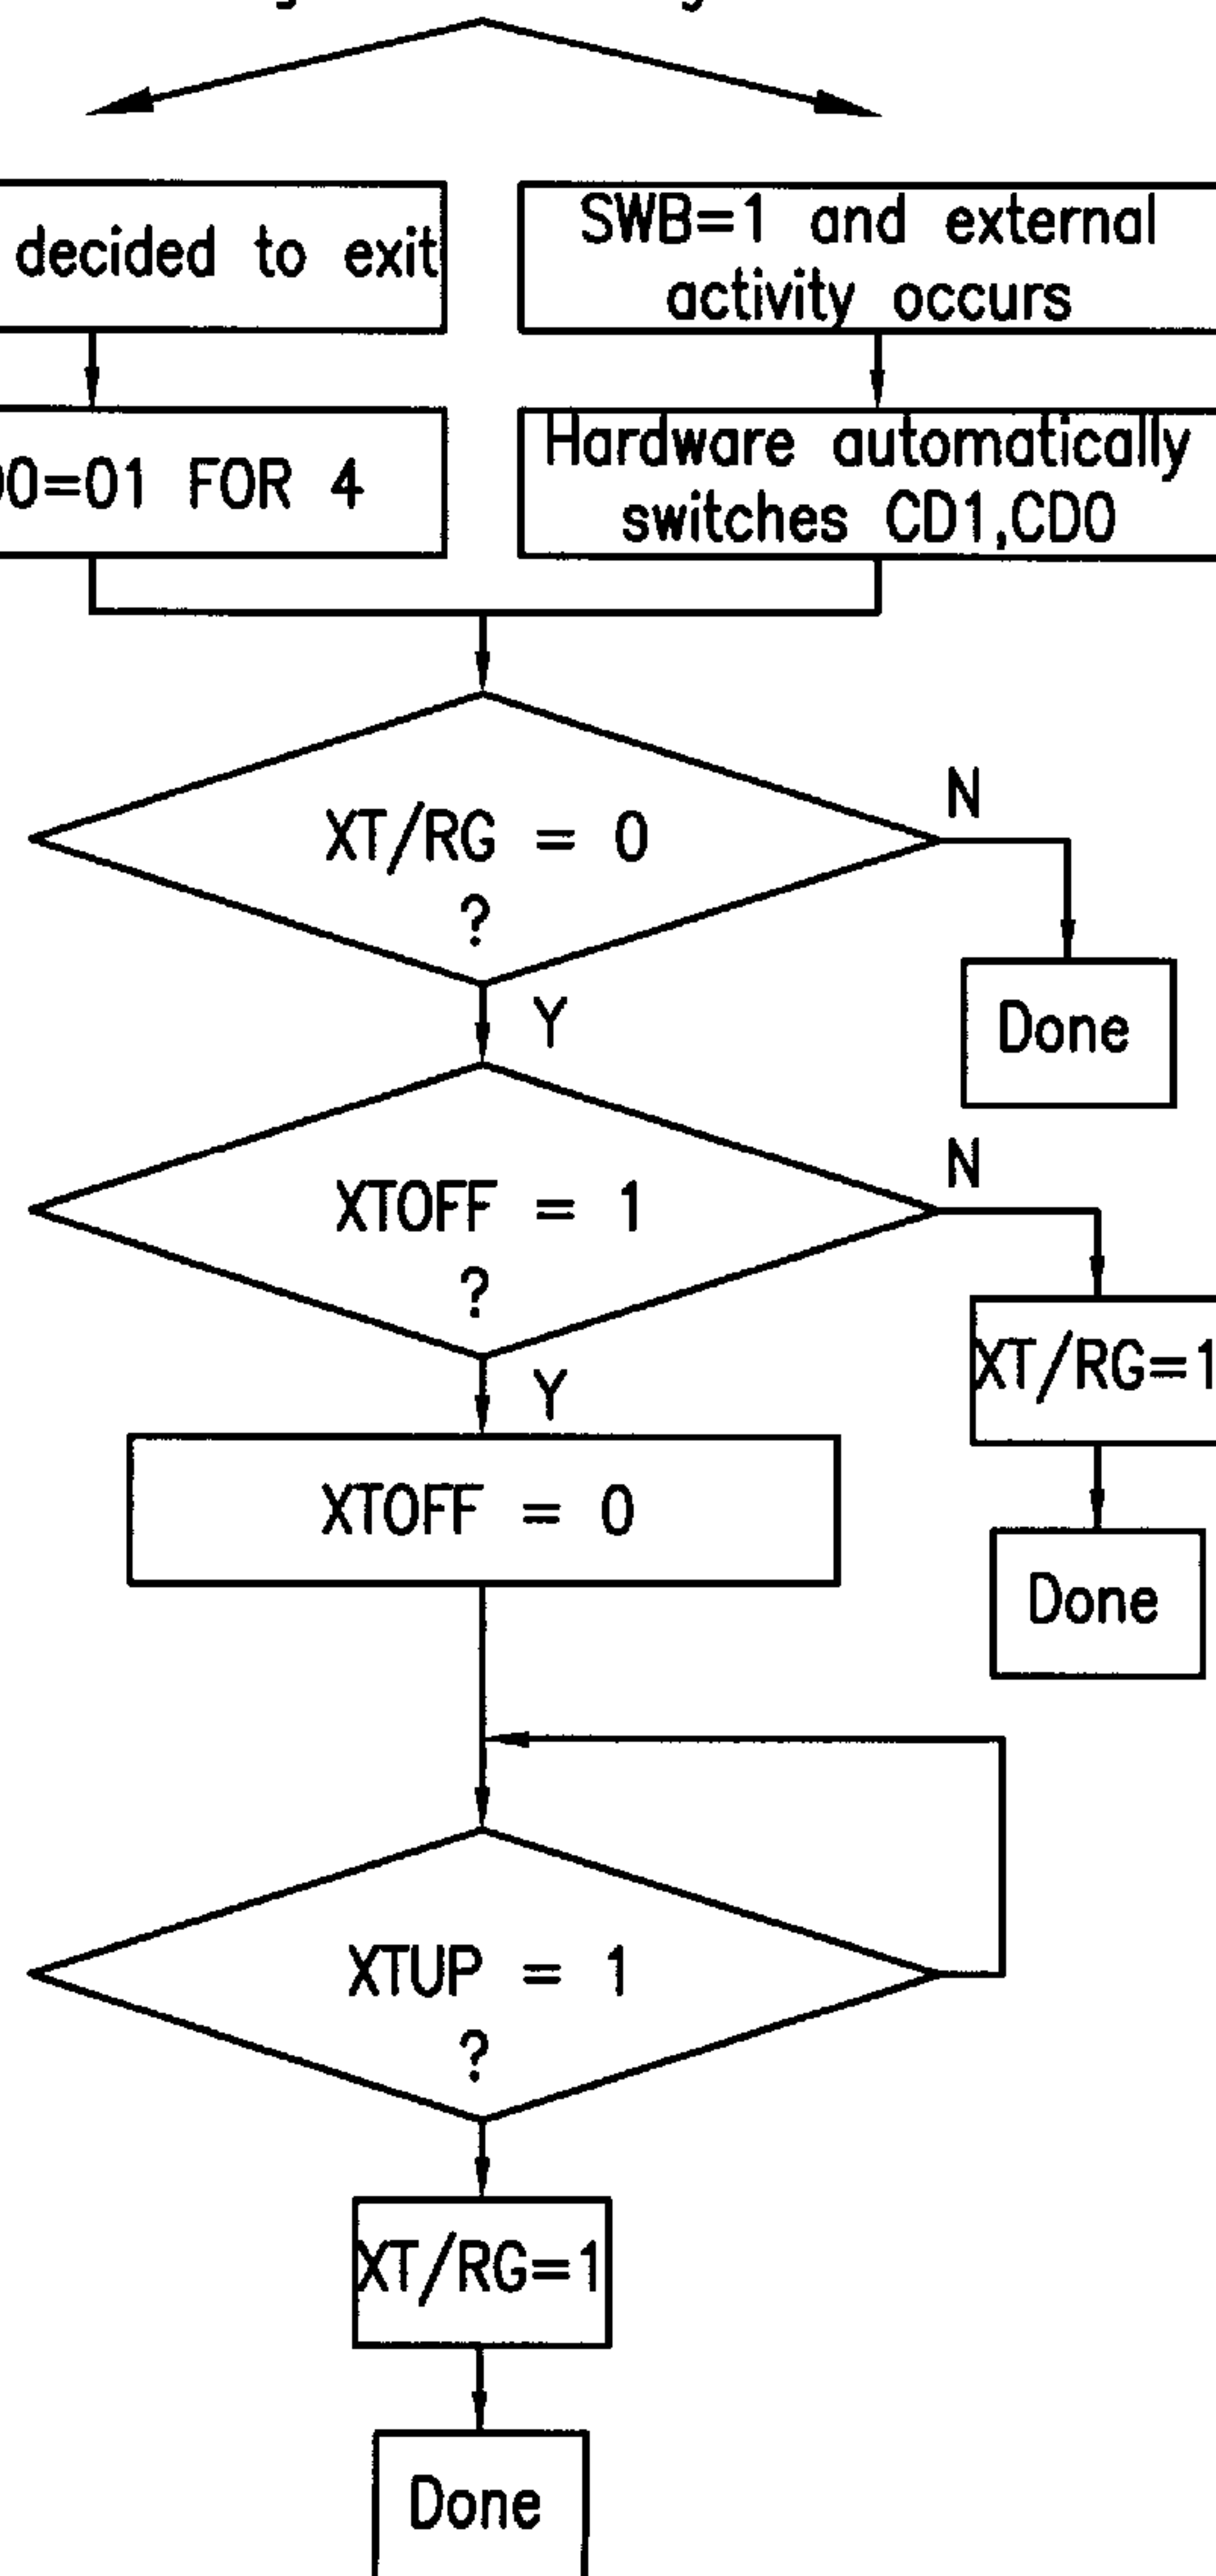 decided to exit
SWB=1 and external
activity occurs
0=01 FOR 4
Hardware automatically
switches CD1,CD0
XT/RG = 0
?
N
Y
Done
XTOFF = 1
?
N
Y
XT/RG=1
XTOFF = 0
Done
XTUP = 1
?
XT/RG=1
Done